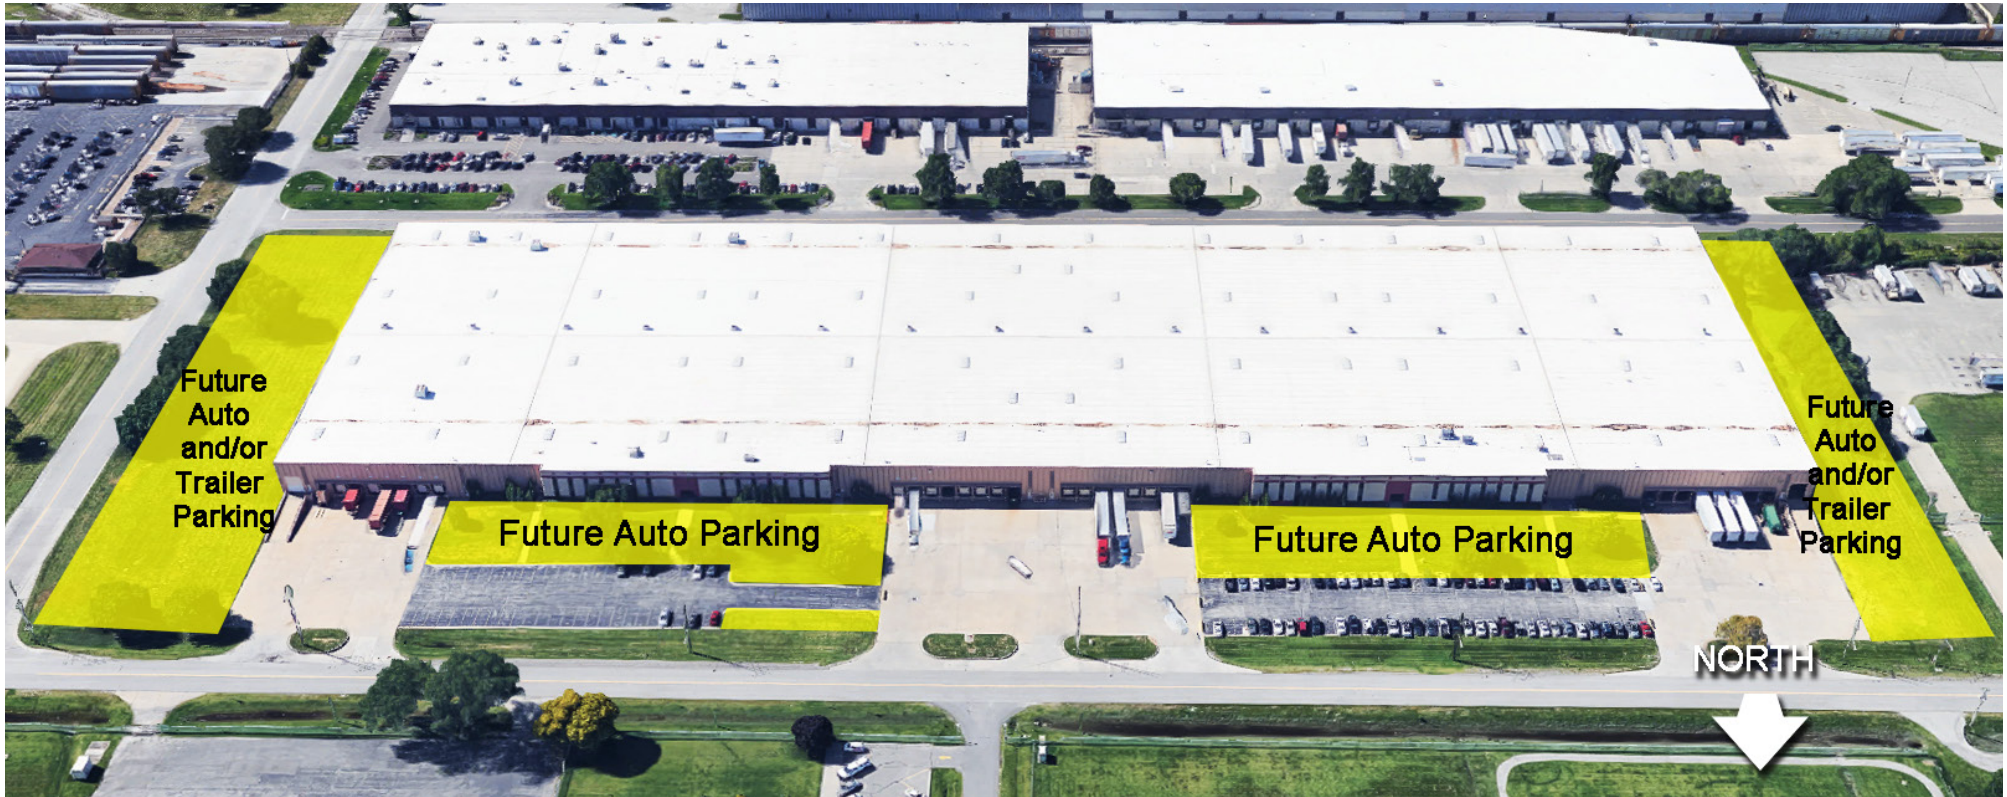 Future
Auto
and/or
Trailer
Parking
Future Auto Parking
Future Auto Parking
Future
Auto
and/or
Trailer
Parking
NORTH